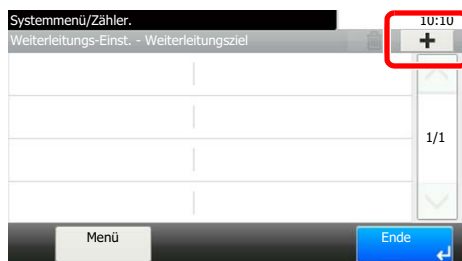 Systemmenü/Zähler. 10:10
Weiterleitungs-Einst. - Weiterleitungsziel
1/1
Menü Ende